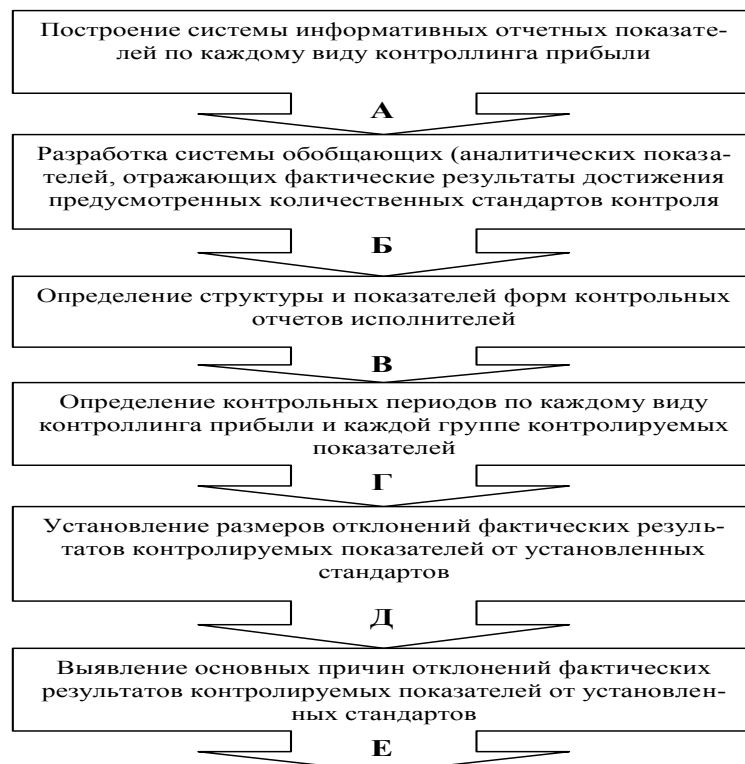 Построение системы информативных отчетных показате-
лей по каждому виду контроллинга прибыли
А
Разработка системы обобщающих (аналитических показа-
телей, отражающих фактические результаты достижения
предусмотренных количественных стандартов контроля
Б
Определение структуры и показателей форм контрольных
отчетов исполнителей
В
Определение контрольных периодов по каждому виду
контроллинга прибыли и каждой группе контролируемых
показателей
Г
Установление размеров отклонений фактических резуль-
татов контролируемых показателей от установленных
стандартов
Д
Выявление основных причин отклонений фактических
результатов контролируемых показателей от установлен-
ных стандартов
Е